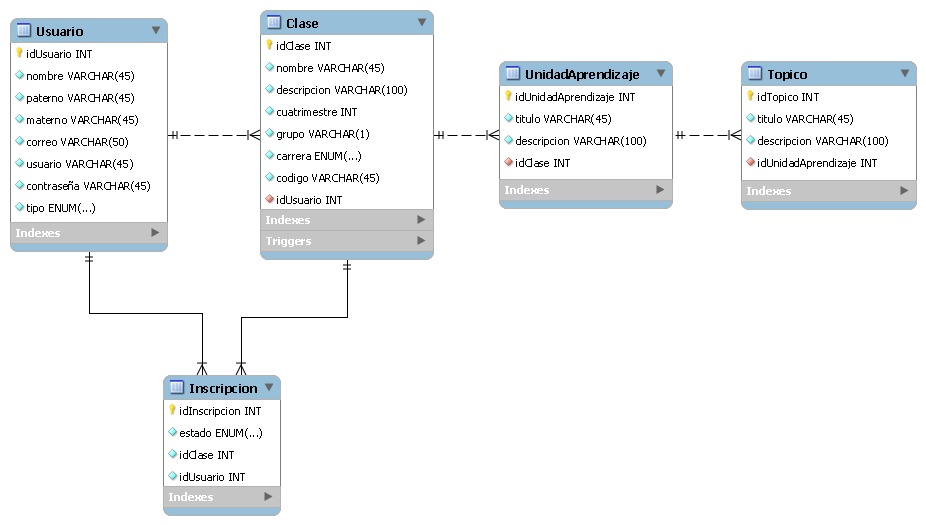 Usuario
idUsuario INT
nombre VARCHAR(45)
paterno VARCHAR(45)
materno VARCHAR(45)
correo VARCHAR(50)
usuario VARCHAR(45)
contraseña VARCHAR(45)
tipo ENUM(...)
Indexes
Clase
idClase INT
nombre VARCHAR(45)
descripcion VARCHAR(100)
cuatrimestre INT
grupo VARCHAR(1)
carrera ENUM(...)
codigo VARCHAR(45)
idUsuario INT
Indexes
Triggers
UnidadAprendizaje
idUnidadAprendizaje INT
titulo VARCHAR(45)
descripcion VARCHAR(100)
idClase INT
Indexes
Topico
idTopico INT
titulo VARCHAR(45)
descripcion VARCHAR(100)
idUnidadAprendizaje INT
Indexes
Inscripcion
idInscripcion INT
estado ENUM(...)
idClase INT
idUsuario INT
Indexes